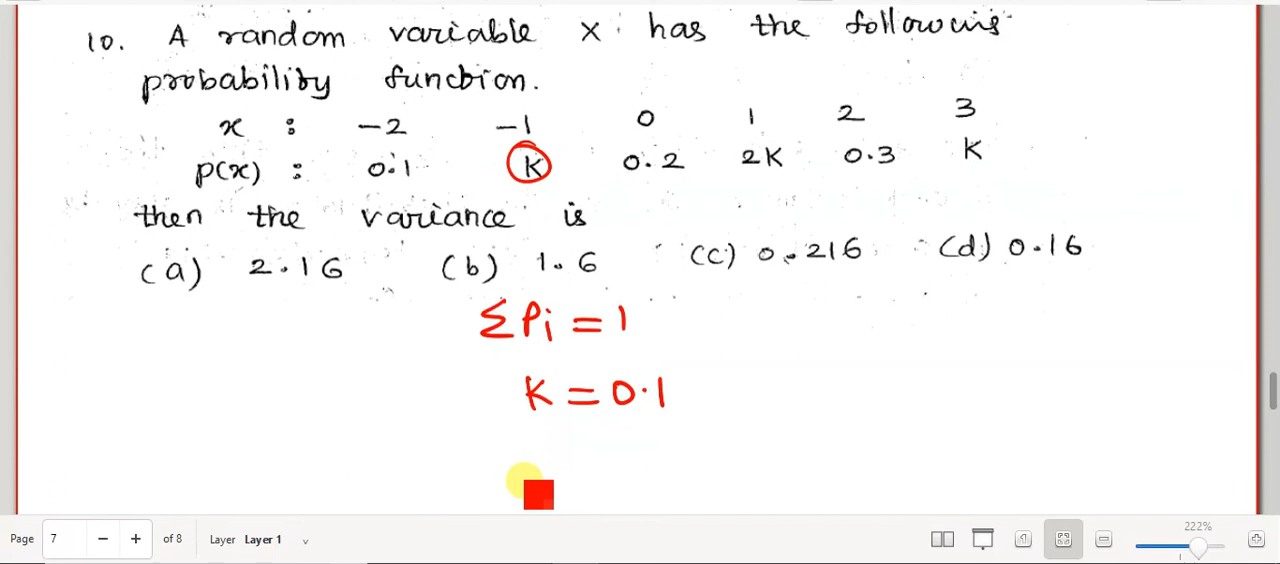 10. A random variable X has the following
probability function.
x : -2 -1 0 1 2 3
p(x) : 0.1 K 0.2 2K 0.3 K
then the variance is
(a) 2.16 (b) 1.6 (c) 0.216 (d) 0.16
ΣPi = 1
K = 0.1
Page 7 - + of 8 Layer Layer 1 222%